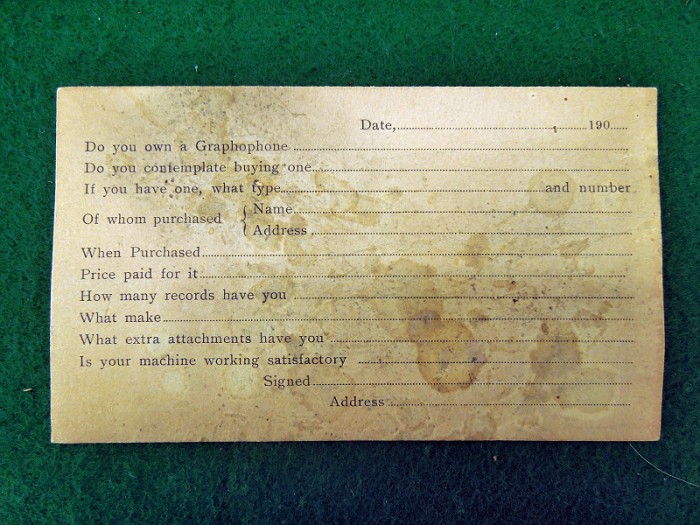 Date,..........190.....
Do you own a Graphophone..........
Do you contemplate buying one..........
If you have one, what type..........and number
Of whom purchased { Name..........
Address..........
When Purchased..........
Price paid for it..........
How many records have you..........
What make..........
What extra attachments have you..........
Is your machine working satisfactory..........
Signed..........
Address..........